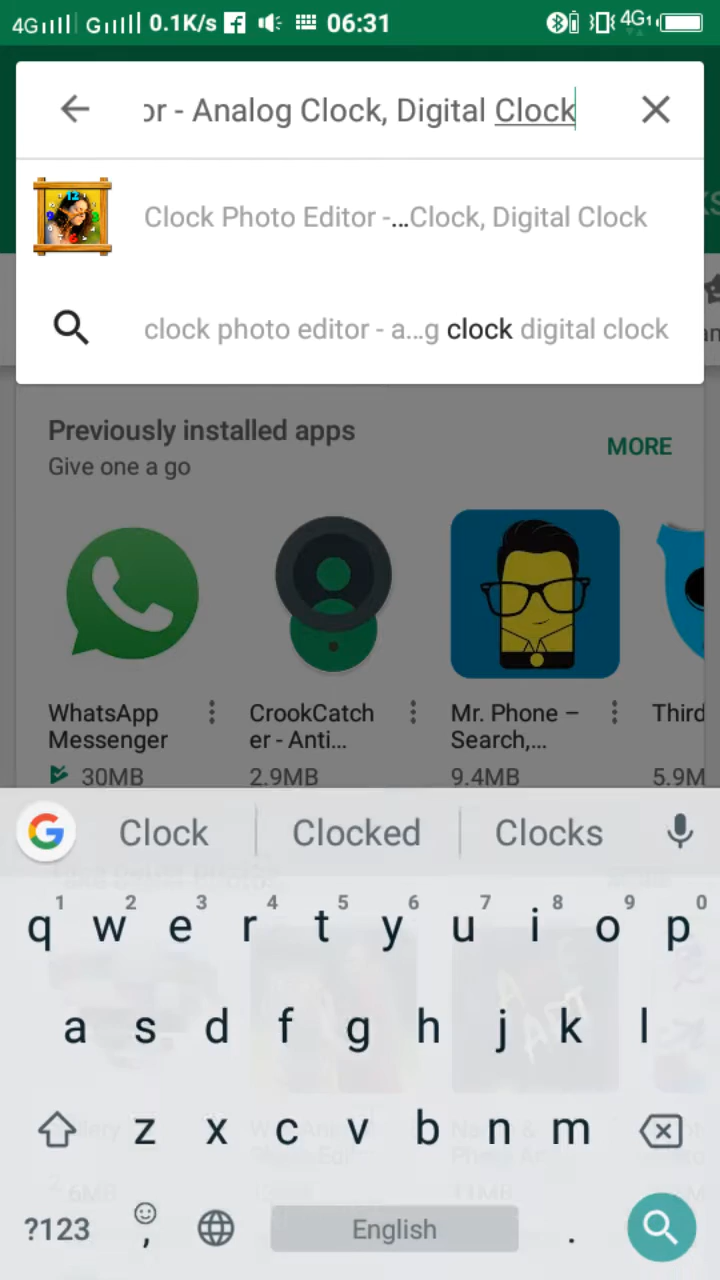 4G G 0.1K/s 06:31 4G1
or - Analog Clock, Digital Clock
Clock Photo Editor -...Clock, Digital Clock
clock photo editor - a...g clock digital clock
Previously installed apps
MORE
Give one a go
WhatsApp Messenger
CrookCatch er - Anti...
Mr. Phone – Search,...
Third
30MB 2.9MB 9.4MB 5.9M
Clock Clocked Clocks
1 2 3 4 5 6 7 8 9 0
q w e r t y u i o p
a s d f g h j k l
z x c v b n m
?123 , English .